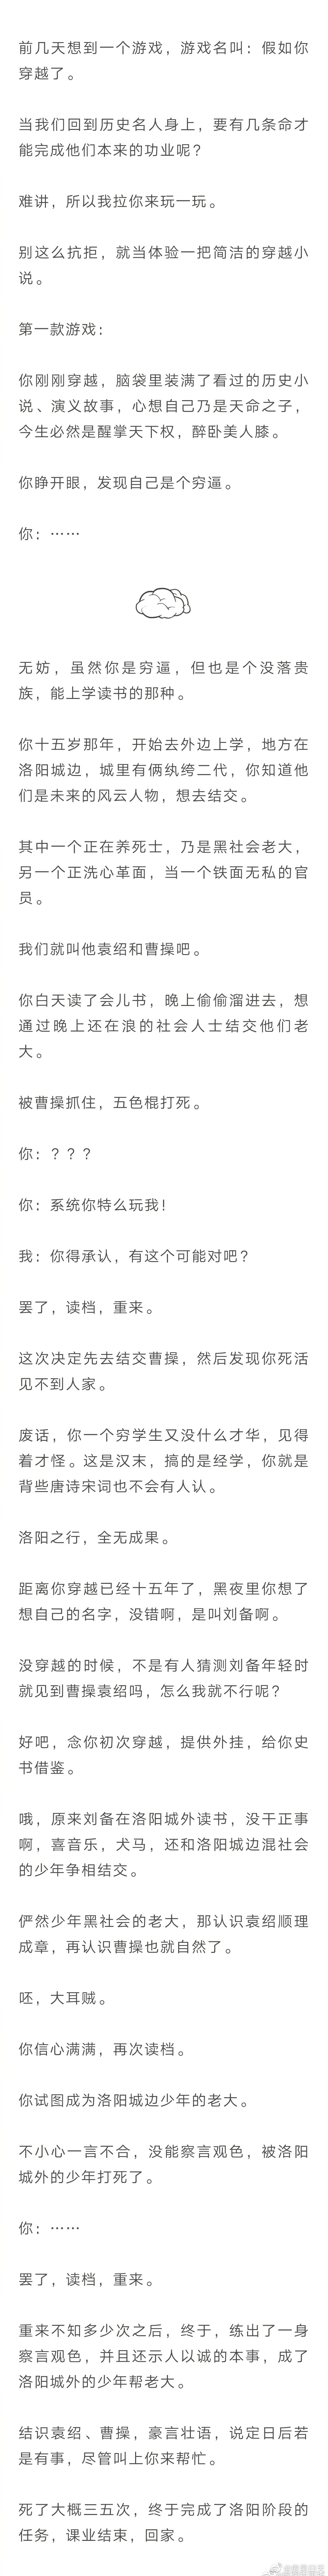 前几天想到一个游戏，游戏名叫：假如你
穿越了。
当我们回到历史名人身上，要有几条命才
能完成他们本来的功业呢？
难讲，所以我拉你来玩一玩。
别这么抗拒，就当体验一把简洁的穿越小
说。
第一款游戏：
你刚刚穿越，脑袋里装满了看过的历史小
说、演义故事，心想自己乃是天命之子，
今生必然是醒掌天下权，醉卧美人膝。
你睁开眼，发现自己是个穷逼。
你：……
无妨，虽然你是穷逼，但也是个没落贵
族，能上学读书的那种。
你十五岁那年，开始去外边上学，地方在
洛阳城边，城里有俩纨绔二代，你知道他
们是未来的风云人物，想去结交。
其中一个正在养死士，乃是黑社会老大，
另一个正洗心革面，当一个铁面无私的官
员。
我们就叫他袁绍和曹操吧。
你白天读了会儿书，晚上偷偷溜进去，想
通过晚上还在浪的社会人士结交他们老
大。
被曹操抓住，五色棍打死。
你：？？？
你：系统你特么玩我！
我：你得承认，有这个可能对吧？
罢了，读档，重来。
这次决定先去结交曹操，然后发现你死活
见不到人家。
废话，你一个穷学生又没什么才华，见得
着才怪。这是汉末，搞的是经学，你就是
背些唐诗宋词也不会有人认。
洛阳之行，全无成果。
距离你穿越已经十五年了，黑夜里你想了
想自己的名字，没错啊，是叫刘备啊。
没穿越的时候，不是有人猜测刘备年轻时
就见到曹操袁绍吗，怎么我就不行呢？
好吧，念你初次穿越，提供外挂，给你史
书借鉴。
哦，原来刘备在洛阳城外读书，没干正事
啊，喜音乐，犬马，还和洛阳城边混社会
的少年争相结交。
俨然少年黑社会的老大，那认识袁绍顺理
成章，再认识曹操也就自然了。
呸，大耳贼。
你信心满满，再次读档。
你试图成为洛阳城边少年的老大。
不小心一言不合，没能察言观色，被洛阳
城外的少年打死了。
你：……
罢了，读档，重来。
重来不知多少次之后，终于，练出了一身
察言观色，并且还示人以诚的本事，成了
洛阳城外的少年帮老大。
结识袁绍、曹操，豪言壮语，说定日后若
是有事，尽管叫上你来帮忙。
死了大概三五次，终于完成了洛阳阶段的
任务，课业结束，回家。